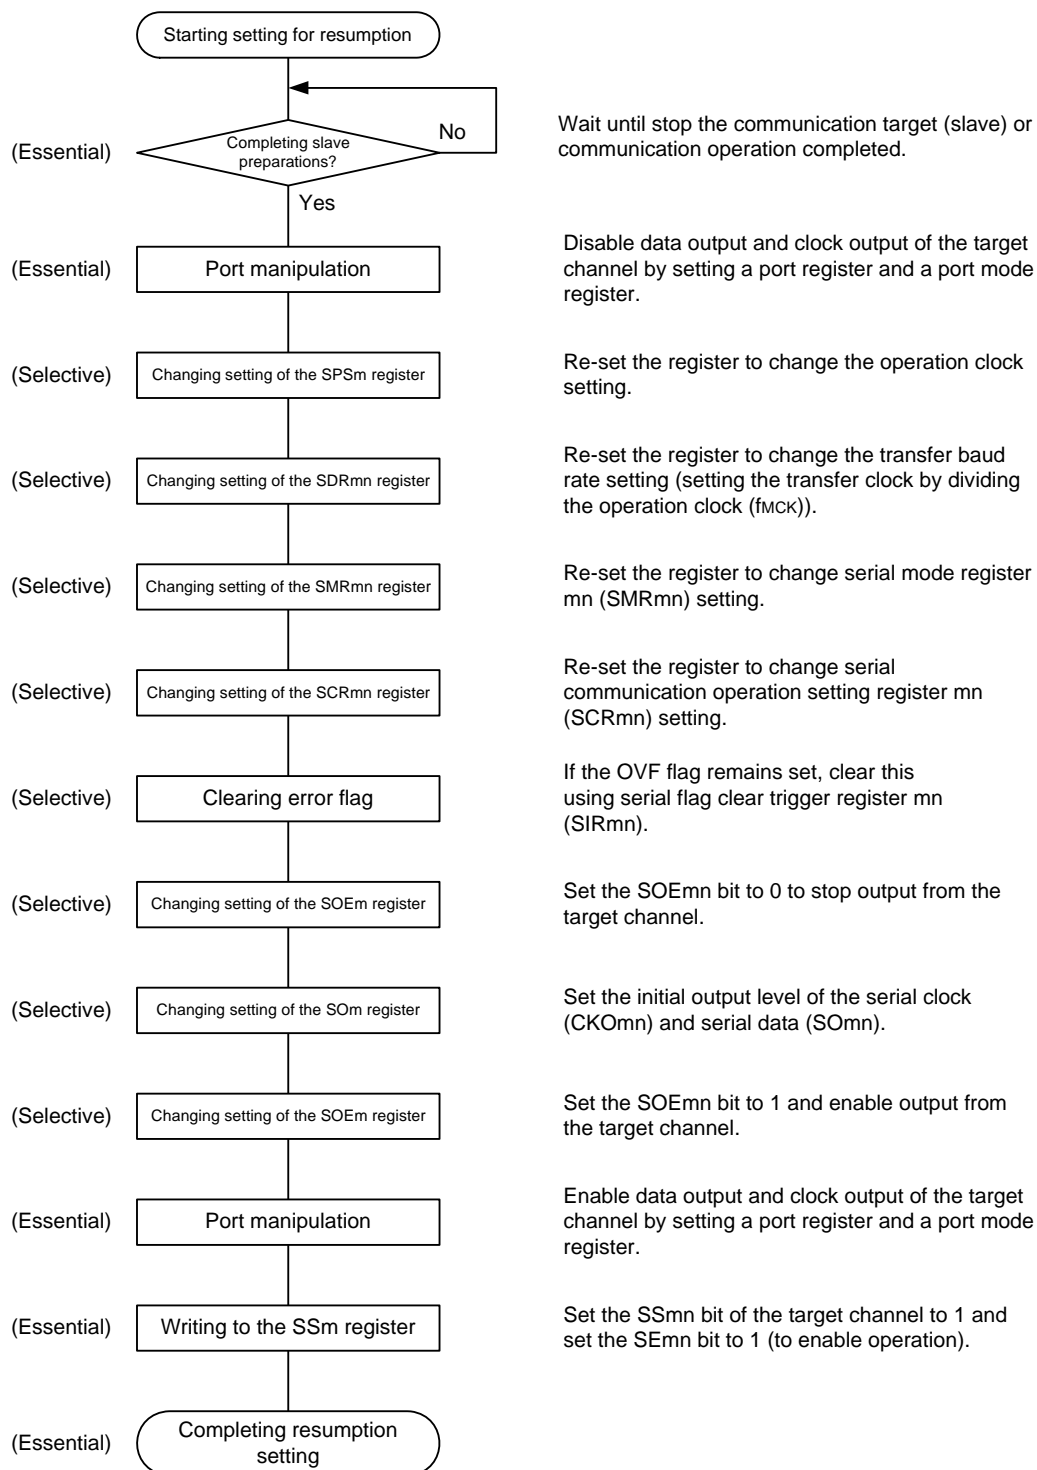 Starting setting for resumption
(Essential)
Completing slave
preparations?
No
Wait until stop the communication target (slave) or
communication operation completed.
Yes
(Essential)
Port manipulation
Disable data output and clock output of the target
channel by setting a port register and a port mode
register.
(Selective)
Changing setting of the SPSm register
Re-set the register to change the operation clock
setting.
(Selective)
Changing setting of the SDRmn register
Re-set the register to change the transfer baud
rate setting (setting the transfer clock by dividing
the operation clock (fMCK)).
(Selective)
Changing setting of the SMRmn register
Re-set the register to change serial mode register
mn (SMRmn) setting.
(Selective)
Changing setting of the SCRmn register
Re-set the register to change serial
communication operation setting register mn
(SCRmn) setting.
(Selective)
Clearing error flag
If the OVF flag remains set, clear this
using serial flag clear trigger register mn
(SIRmn).
(Selective)
Changing setting of the SOEm register
Set the SOEmn bit to 0 to stop output from the
target channel.
(Selective)
Changing setting of the SOm register
Set the initial output level of the serial clock
(CKOmn) and serial data (SOmn).
(Selective)
Changing setting of the SOEm register
Set the SOEmn bit to 1 and enable output from
the target channel.
(Essential)
Port manipulation
Enable data output and clock output of the target
channel by setting a port register and a port mode
register.
(Essential)
Writing to the SSm register
Set the SSmn bit of the target channel to 1 and
set the SEmn bit to 1 (to enable operation).
(Essential)
Completing resumption
setting